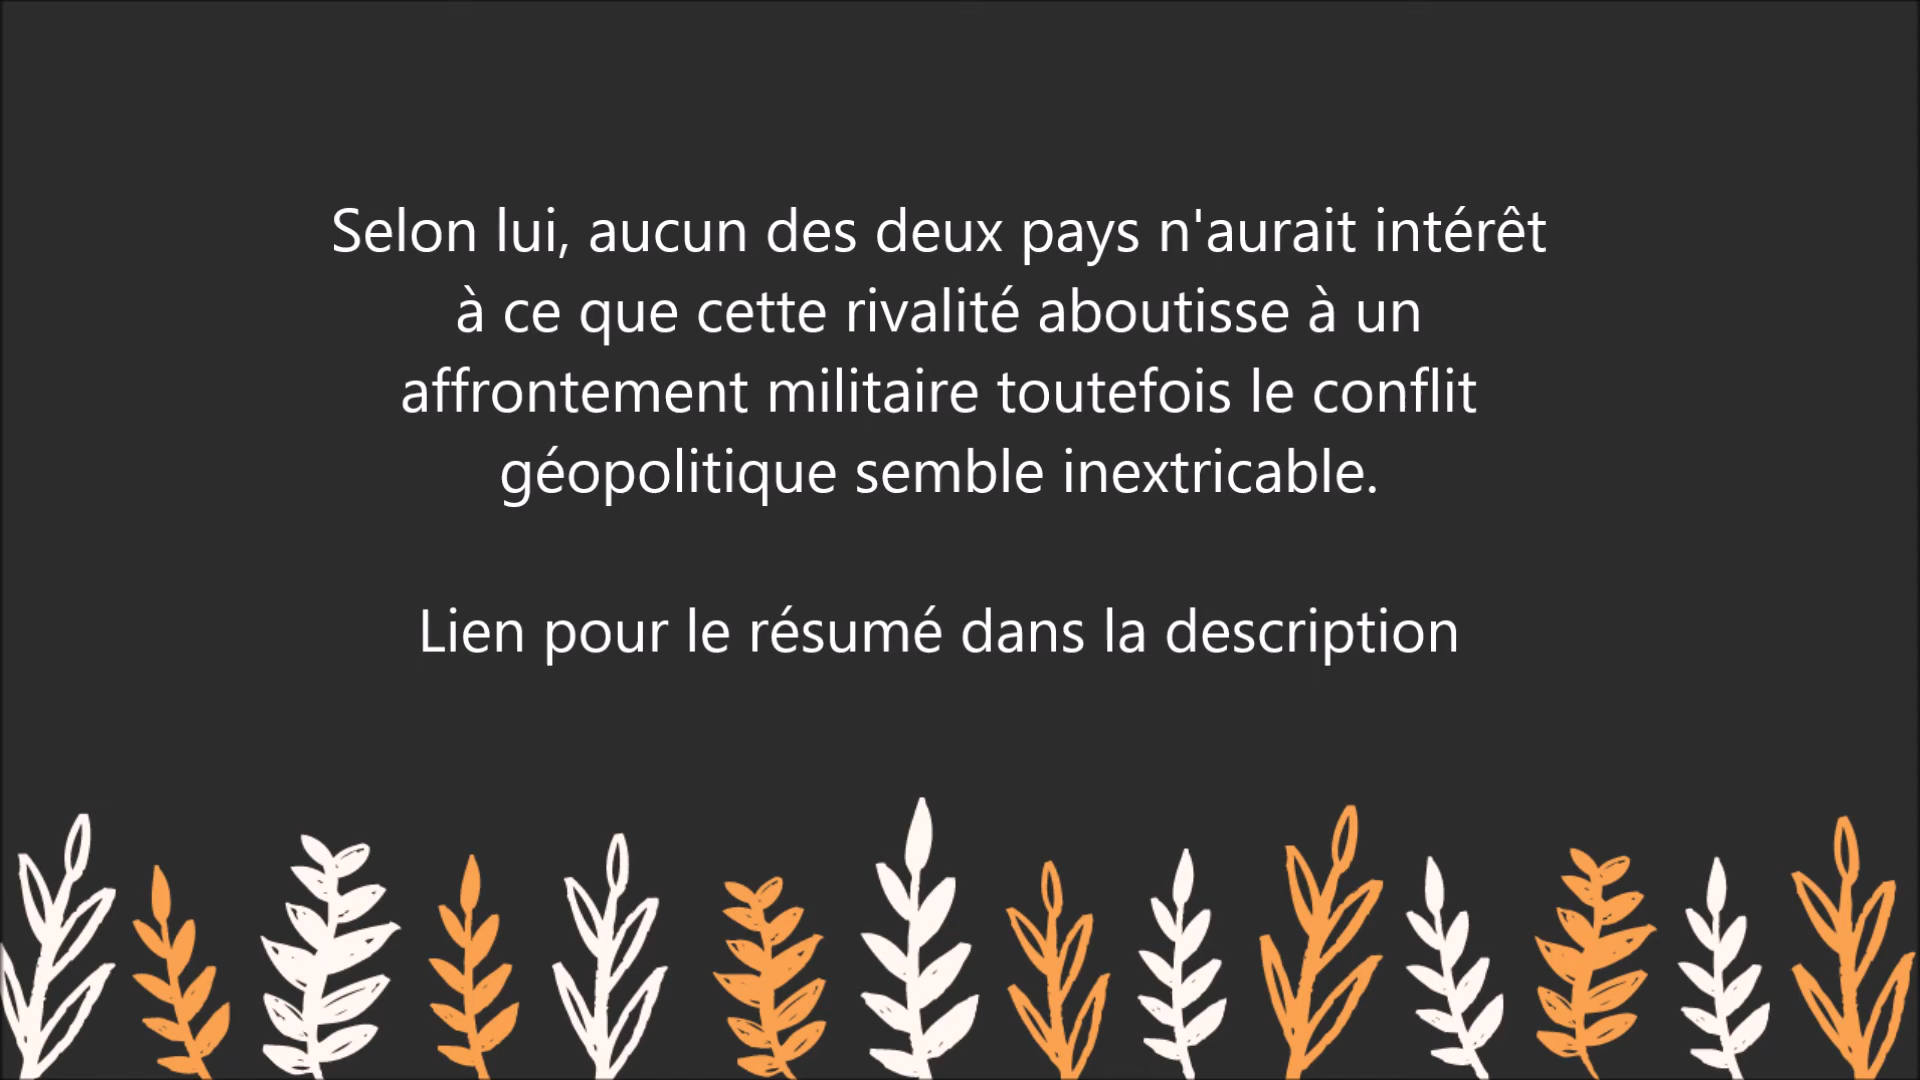 Selon lui, aucun des deux pays n'aurait intérêt
à ce que cette rivalité aboutisse à un
affrontement militaire toutefois le conflit
géopolitique semble inextricable.
Lien pour le résumé dans la description